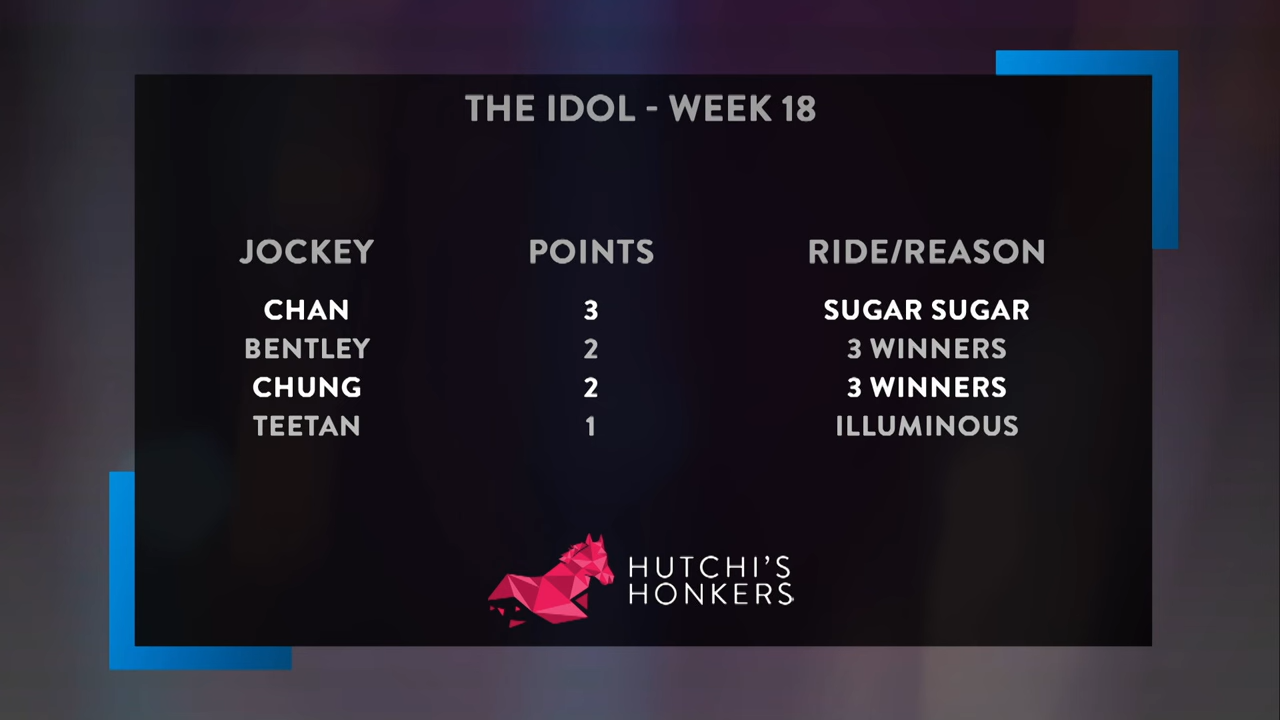 THE IDOL - WEEK 18
JOCKEY POINTS RIDE/REASON
CHAN 3 SUGAR SUGAR
BENTLEY 2 3 WINNERS
CHUNG 2 3 WINNERS
TEETAN 1 ILLUMINOUS
HUTCHI'S
HONKERS